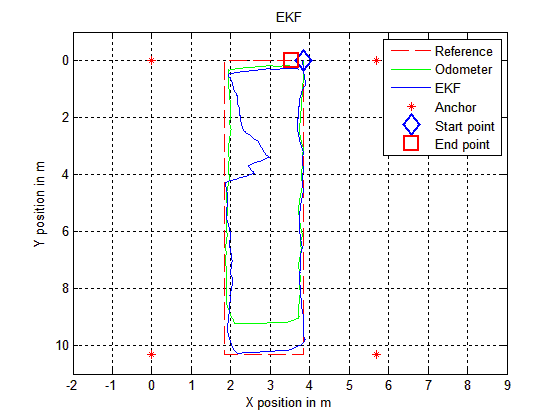 EKF
Reference
Odometer
EKF
Anchor
Start point
End point
0
2
4
6
8
10
Y position in m
-2 -1 0 1 2 3 4 5 6 7 8 9
X position in m